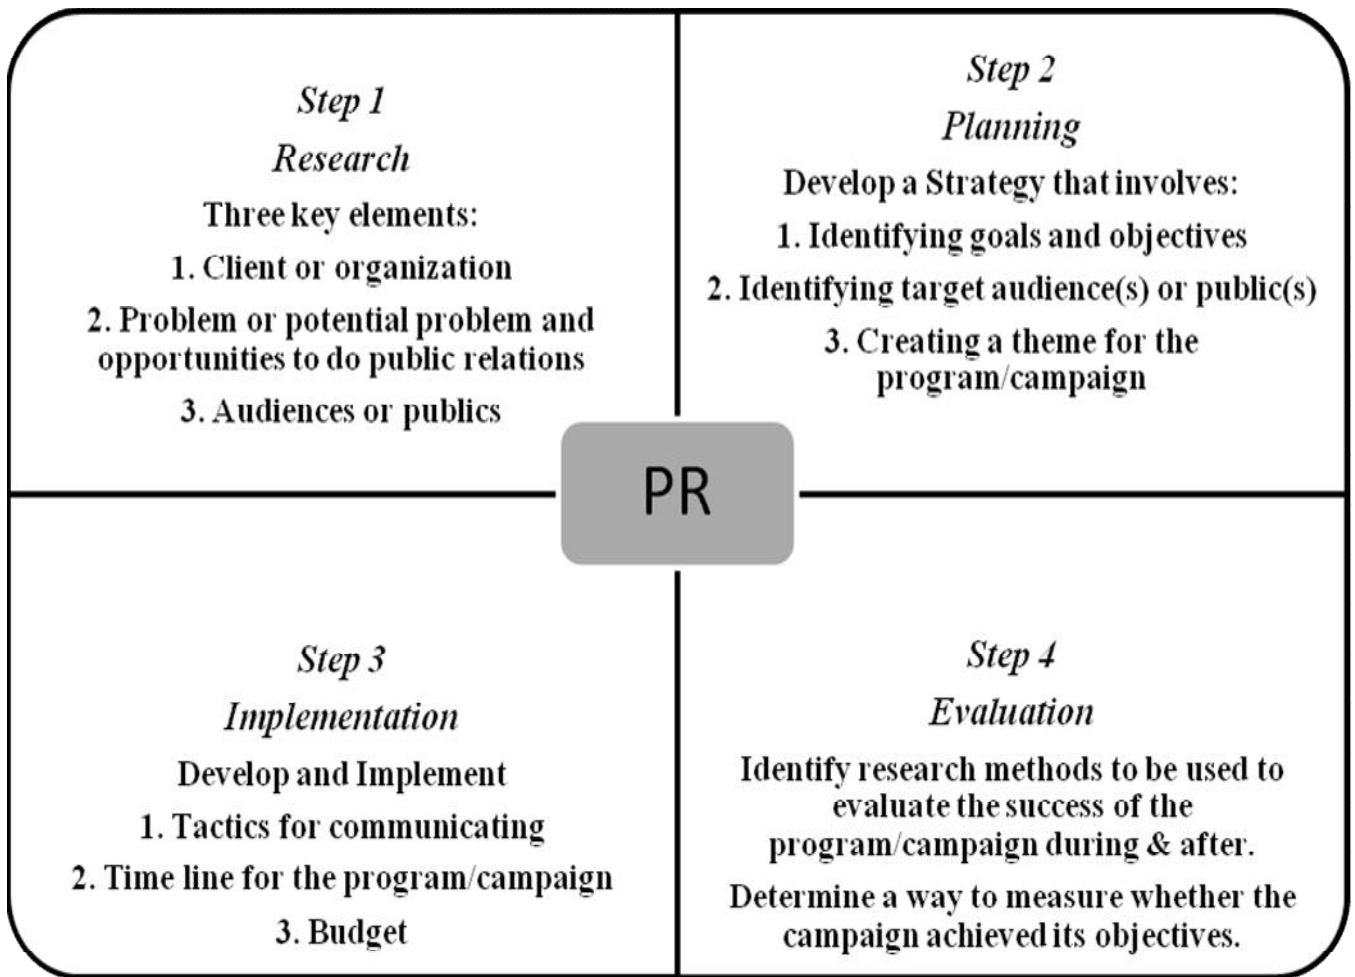 Step 1
Research
Three key elements:
1. Client or organization
2. Problem or potential problem and
opportunities to do public relations
3. Audiences or publics
Step 2
Planning
Develop a Strategy that involves:
1. Identifying goals and objectives
2. Identifying target audience(s) or public(s)
3. Creating a theme for the
program/campaign
PR
Step 3
Implementation
Develop and Implement
1. Tactics for communicating
2. Time line for the program/campaign
3. Budget
Step 4
Evaluation
Identify research methods to be used to
evaluate the success of the
program/campaign during & after.
Determine a way to measure whether the
campaign achieved its objectives.